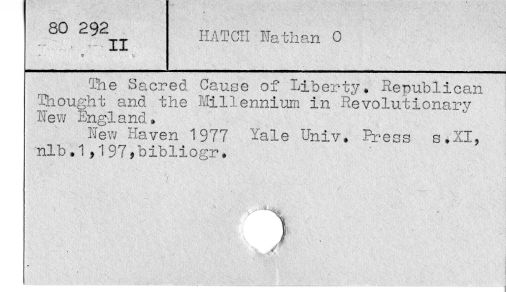 80 292
II
HATCH Nathan O
The Sacred Cause of Liberty. Republican
Thought and the Millennium in Revolutionary
New England.
New Haven 1977 Yale Univ. Press s.XI,
nlb.1,197,bibliogr.